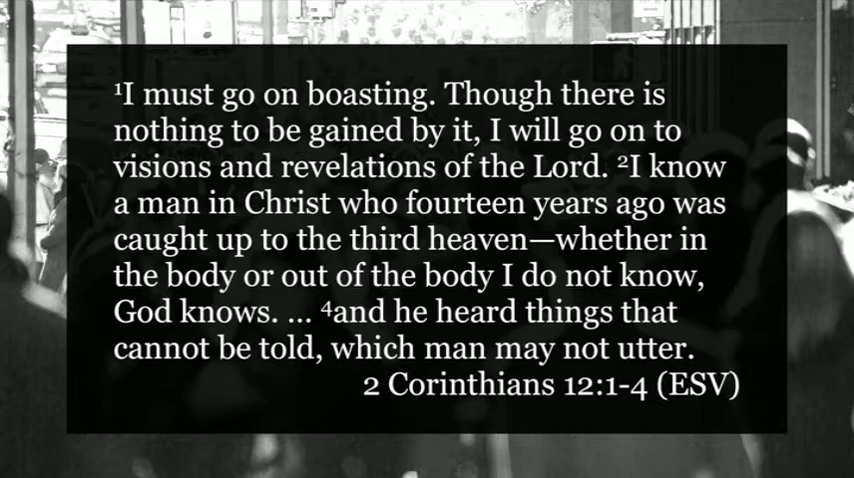 ¹I must go on boasting. Though there is
nothing to be gained by it, I will go on to
visions and revelations of the Lord. ²I know
a man in Christ who fourteen years ago was
caught up to the third heaven—whether in
the body or out of the body I do not know,
God knows. ... ⁴and he heard things that
cannot be told, which man may not utter.
2 Corinthians 12:1-4 (ESV)